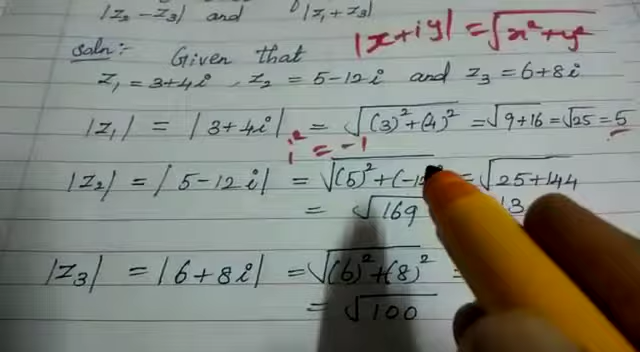 |z₂ - z₃| and |z₁ + z₃|
|x+iy| = √x² + y²
Soln:- Given that
z₁ = 3+4i , z₂ = 5-12i and z₃ = 6+8i
|z₁| = |3+4i| = √(3)²+(4)² = √9+16 = √25 = 5
i² = -1
|z₂| = |5-12i| = √(5)²+(-12 = √25+144
= √169 13
|z₃| = |6+8i| = √(6)²+(8)² =
= √100